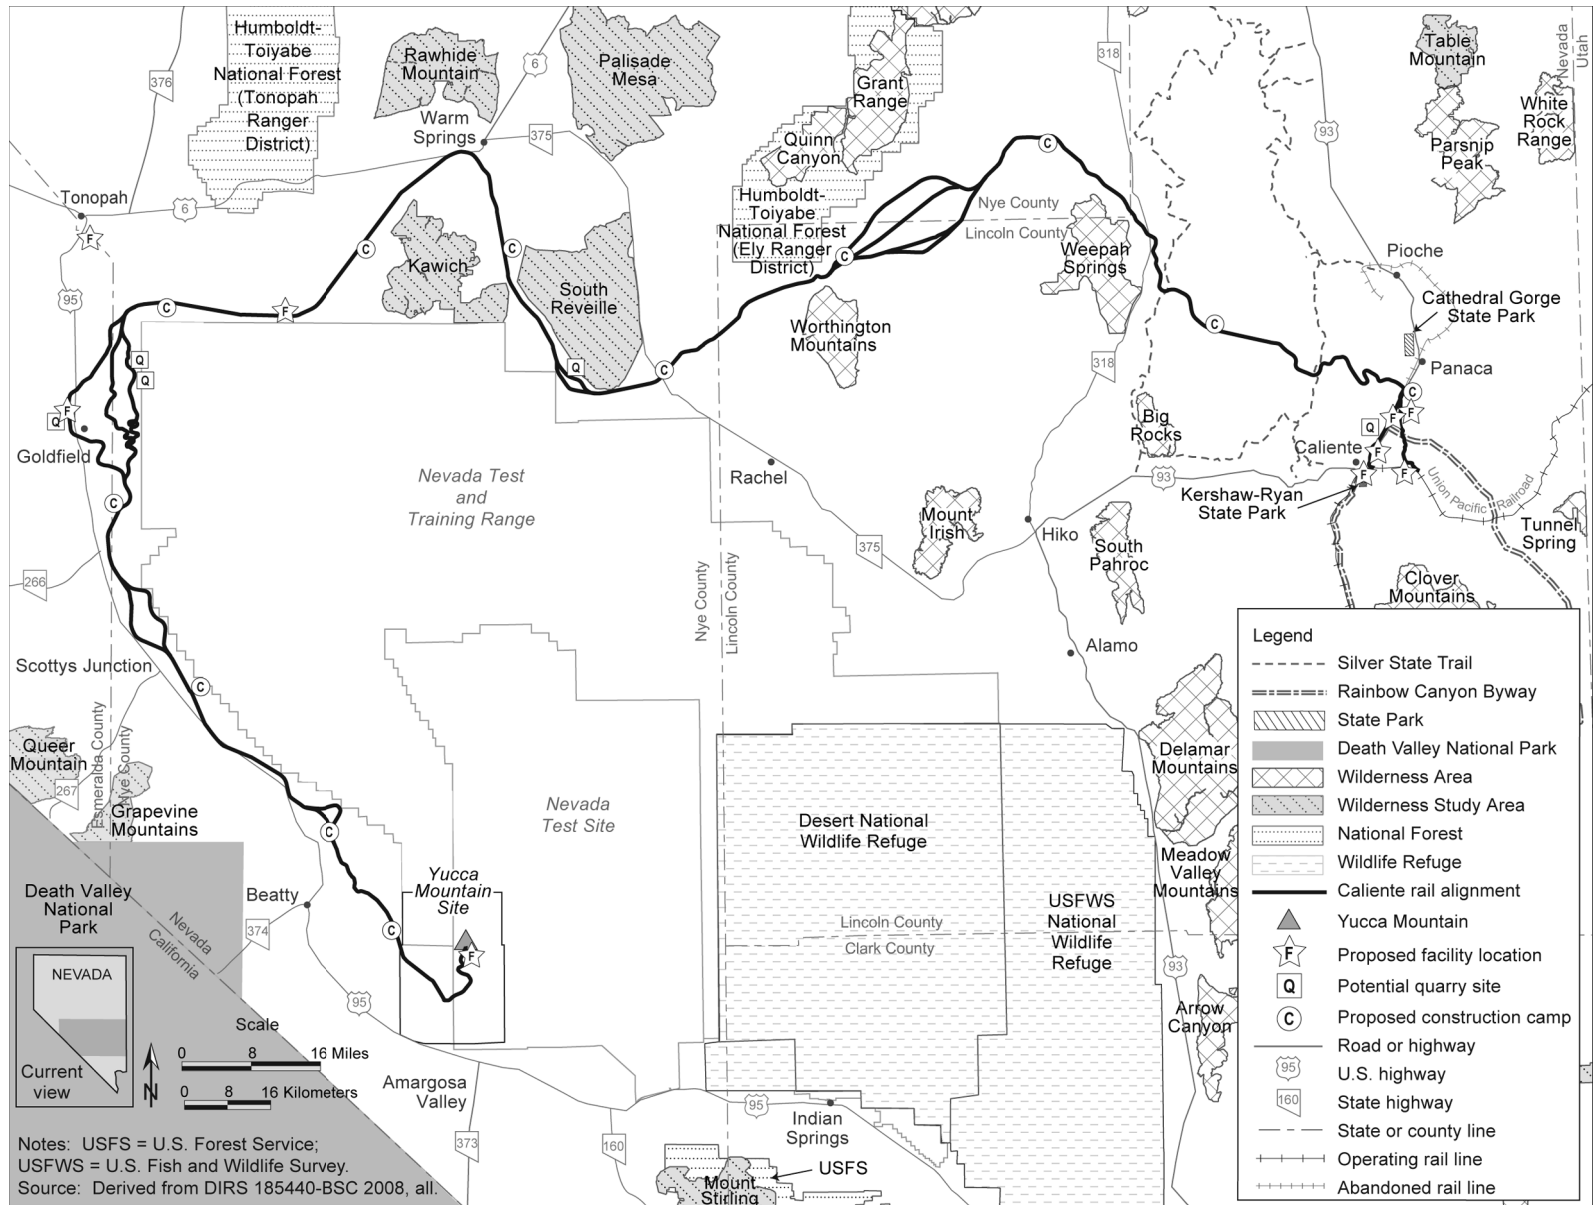 Humboldt-
Toiyabe
National Forest
(Tonopah
Ranger
District)
376
Rawhide
Mountain
6
Palisade
Mesa
Warm
Springs
375
Grant
Range
Quinn
Canyon
318
93
Table
Mountain
Nevada
Utah
White
Rock
Range
Parsnip
Peak
C
Tonopah
6
F
Humboldt-
Toiyabe
National Forest
(Ely Ranger
District)
Nye County
Lincoln County
Weepah
Springs
C
Kawich
C
C
South
Reveille
Pioche
Cathedral Gorge
State Park
95
C
F
Worthington
Mountains
C
Q
Q
Q
C
318
Panaca
C
F
F
F
Q
Goldfield
Big
Rocks
Q
Caliente
F
F
F
Nevada Test
and
Training Range
Rachel
93
Kershaw-Ryan
State Park
Union Pacific Railroad
C
Mount
Irish
Hiko
South
Pahroc
375
Tunnel
Spring
266
Nye County
Lincoln County
Clover
Mountains
Alamo
Scottys Junction
C
Esmeralda County
Nye County
Queer
Mountain
267
Grapevine
Mountains
Delamar
Mountains
Nevada
Test Site
Desert National
Wildlife Refuge
C
Meadow
Valley
Mountains
Death Valley
National
Park
Beatty
Yucca
Mountain
Site
374
Nevada
California
C
F
USFWS
National
Wildlife
Refuge
Lincoln County
Clark County
93
95
Arrow
Canyon
NEVADA
Current
view
Scale
0 8 16 Miles
0 8 16 Kilometers
N
Amargosa
Valley
373
160
95
Indian
Springs
USFS
Mount
Stirling
Notes: USFS = U.S. Forest Service;
USFWS = U.S. Fish and Wildlife Survey.
Source: Derived from DIRS 185440-BSC 2008, all.
Legend
Silver State Trail
Rainbow Canyon Byway
State Park
Death Valley National Park
Wilderness Area
Wilderness Study Area
National Forest
Wildlife Refuge
Caliente rail alignment
Yucca Mountain
F Proposed facility location
Q Potential quarry site
C Proposed construction camp
Road or highway
95 U.S. highway
160 State highway
State or county line
Operating rail line
Abandoned rail line